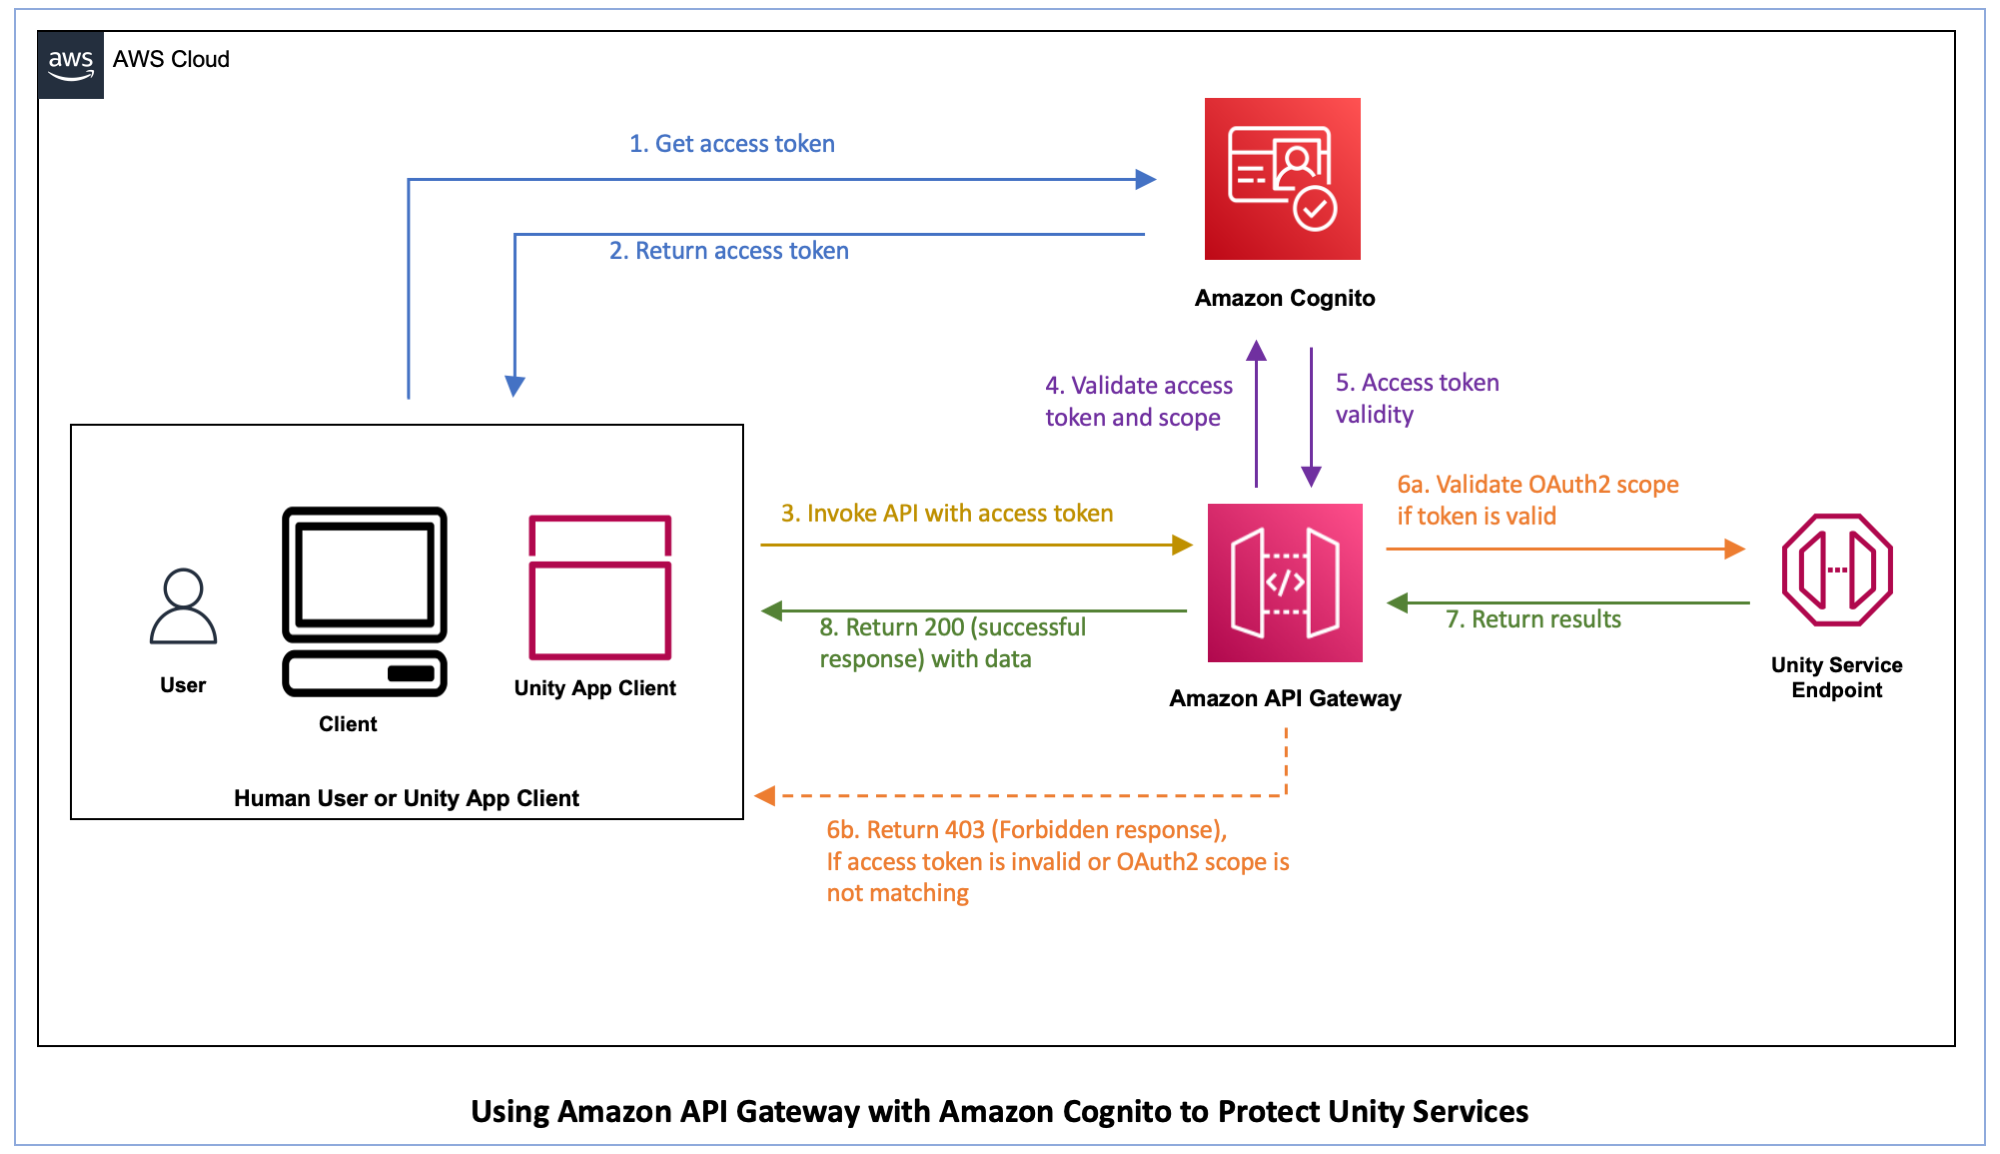 aws
AWS Cloud
1. Get access token
2. Return access token
Amazon Cognito
4. Validate access
token and scope
5. Access token
validity
3. Invoke API with access token
6a. Validate OAuth2 scope
if token is valid
8. Return 200 (successful
response) with data
7. Return results
User
Client
Unity App Client
Amazon API Gateway
Unity Service
Endpoint
Human User or Unity App Client
6b. Return 403 (Forbidden response),
If access token is invalid or OAuth2 scope is
not matching
Using Amazon API Gateway with Amazon Cognito to Protect Unity Services